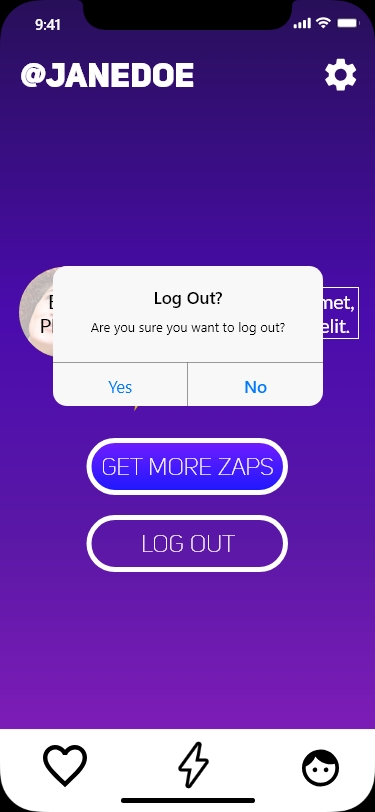 9:41
@JANEDOE
Log Out?
Are you sure you want to log out?
met,
elit.
Yes
No
GET MORE ZAPS
LOG OUT